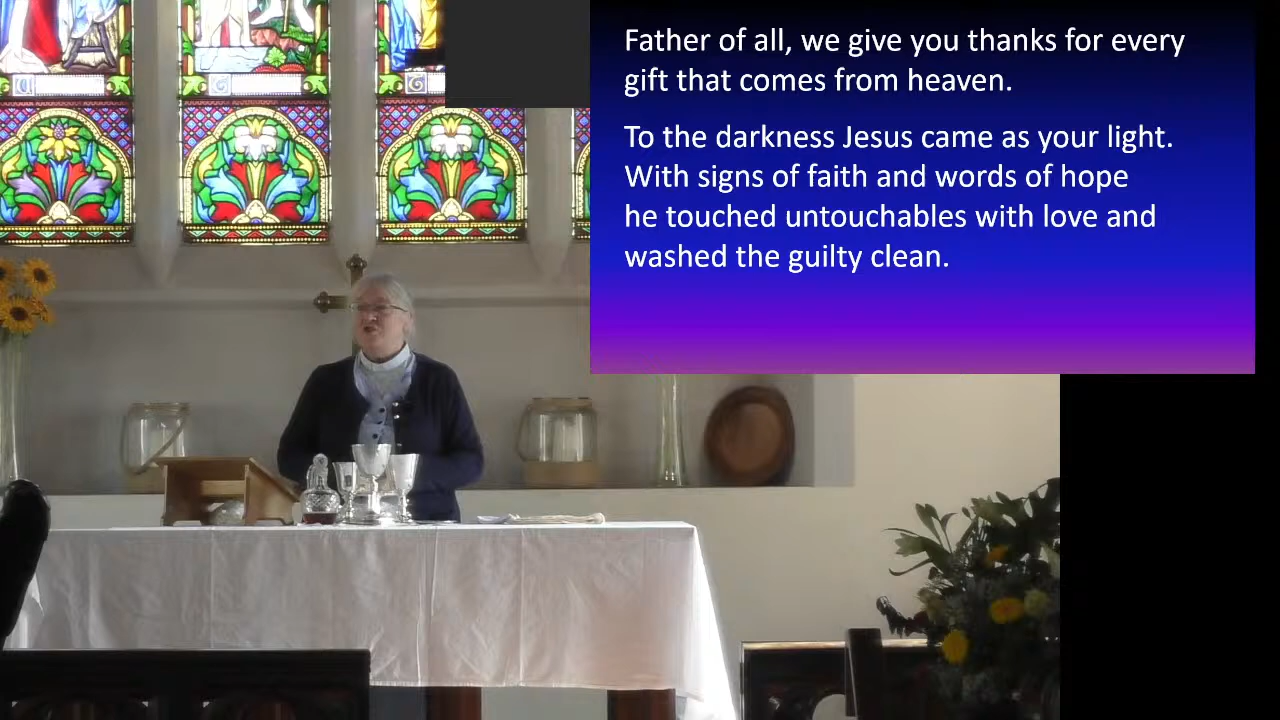 Father of all, we give you thanks for every
gift that comes from heaven.
To the darkness Jesus came as your light.
With signs of faith and words of hope
he touched untouchables with love and
washed the guilty clean.